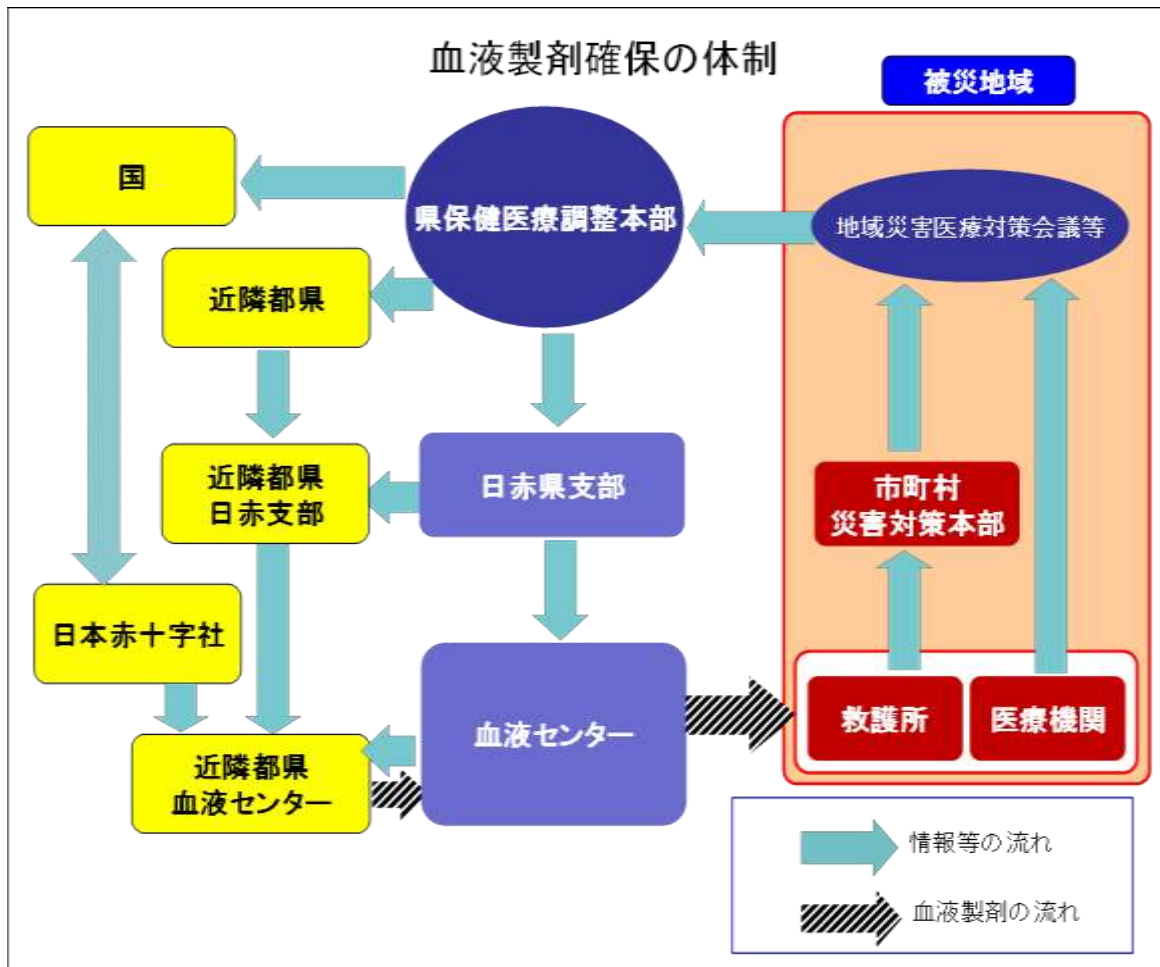 血液製剤確保の体制
被災地域
国
県保健医療調整本部
地域災害医療対策会議等
近隣都県
近隣都県
日赤支部
日赤県支部
市町村
災害対策本部
日本赤十字社
血液センター
救護所
医療機関
近隣都県
血液センター
情報等の流れ
血液製剤の流れ